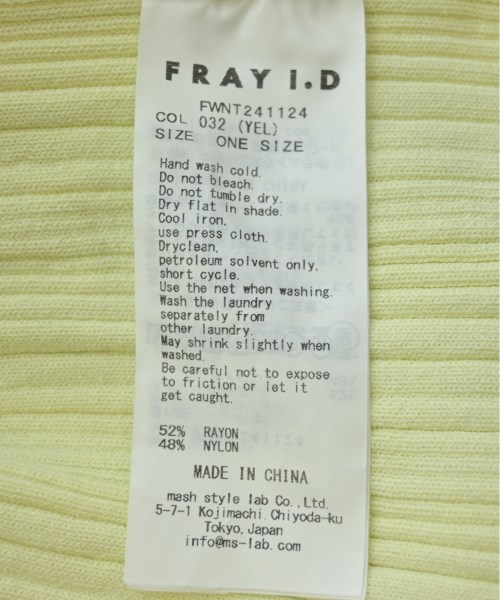 FRAY I.D
FWNT241124
COL 032 (YEL)
SIZE ONE SIZE
Hand wash cold.
Do not bleach.
Do not tumble dry.
Dry flat in shade.
Cool iron.
use press cloth.
Dryclean.
petroleum solvent only.
short cycle.
Use the net when washing.
Wash the laundry
separately from
other laundry.
May shrink slightly when
washed.
Be careful not to expose
to friction or let it
get caught.
52% RAYON
48% NYLON
MADE IN CHINA
mash style lab Co.,Ltd.
5-7-1 Kojimachi.Chiyoda-ku
Tokyo,Japan
info@ms-lab.com